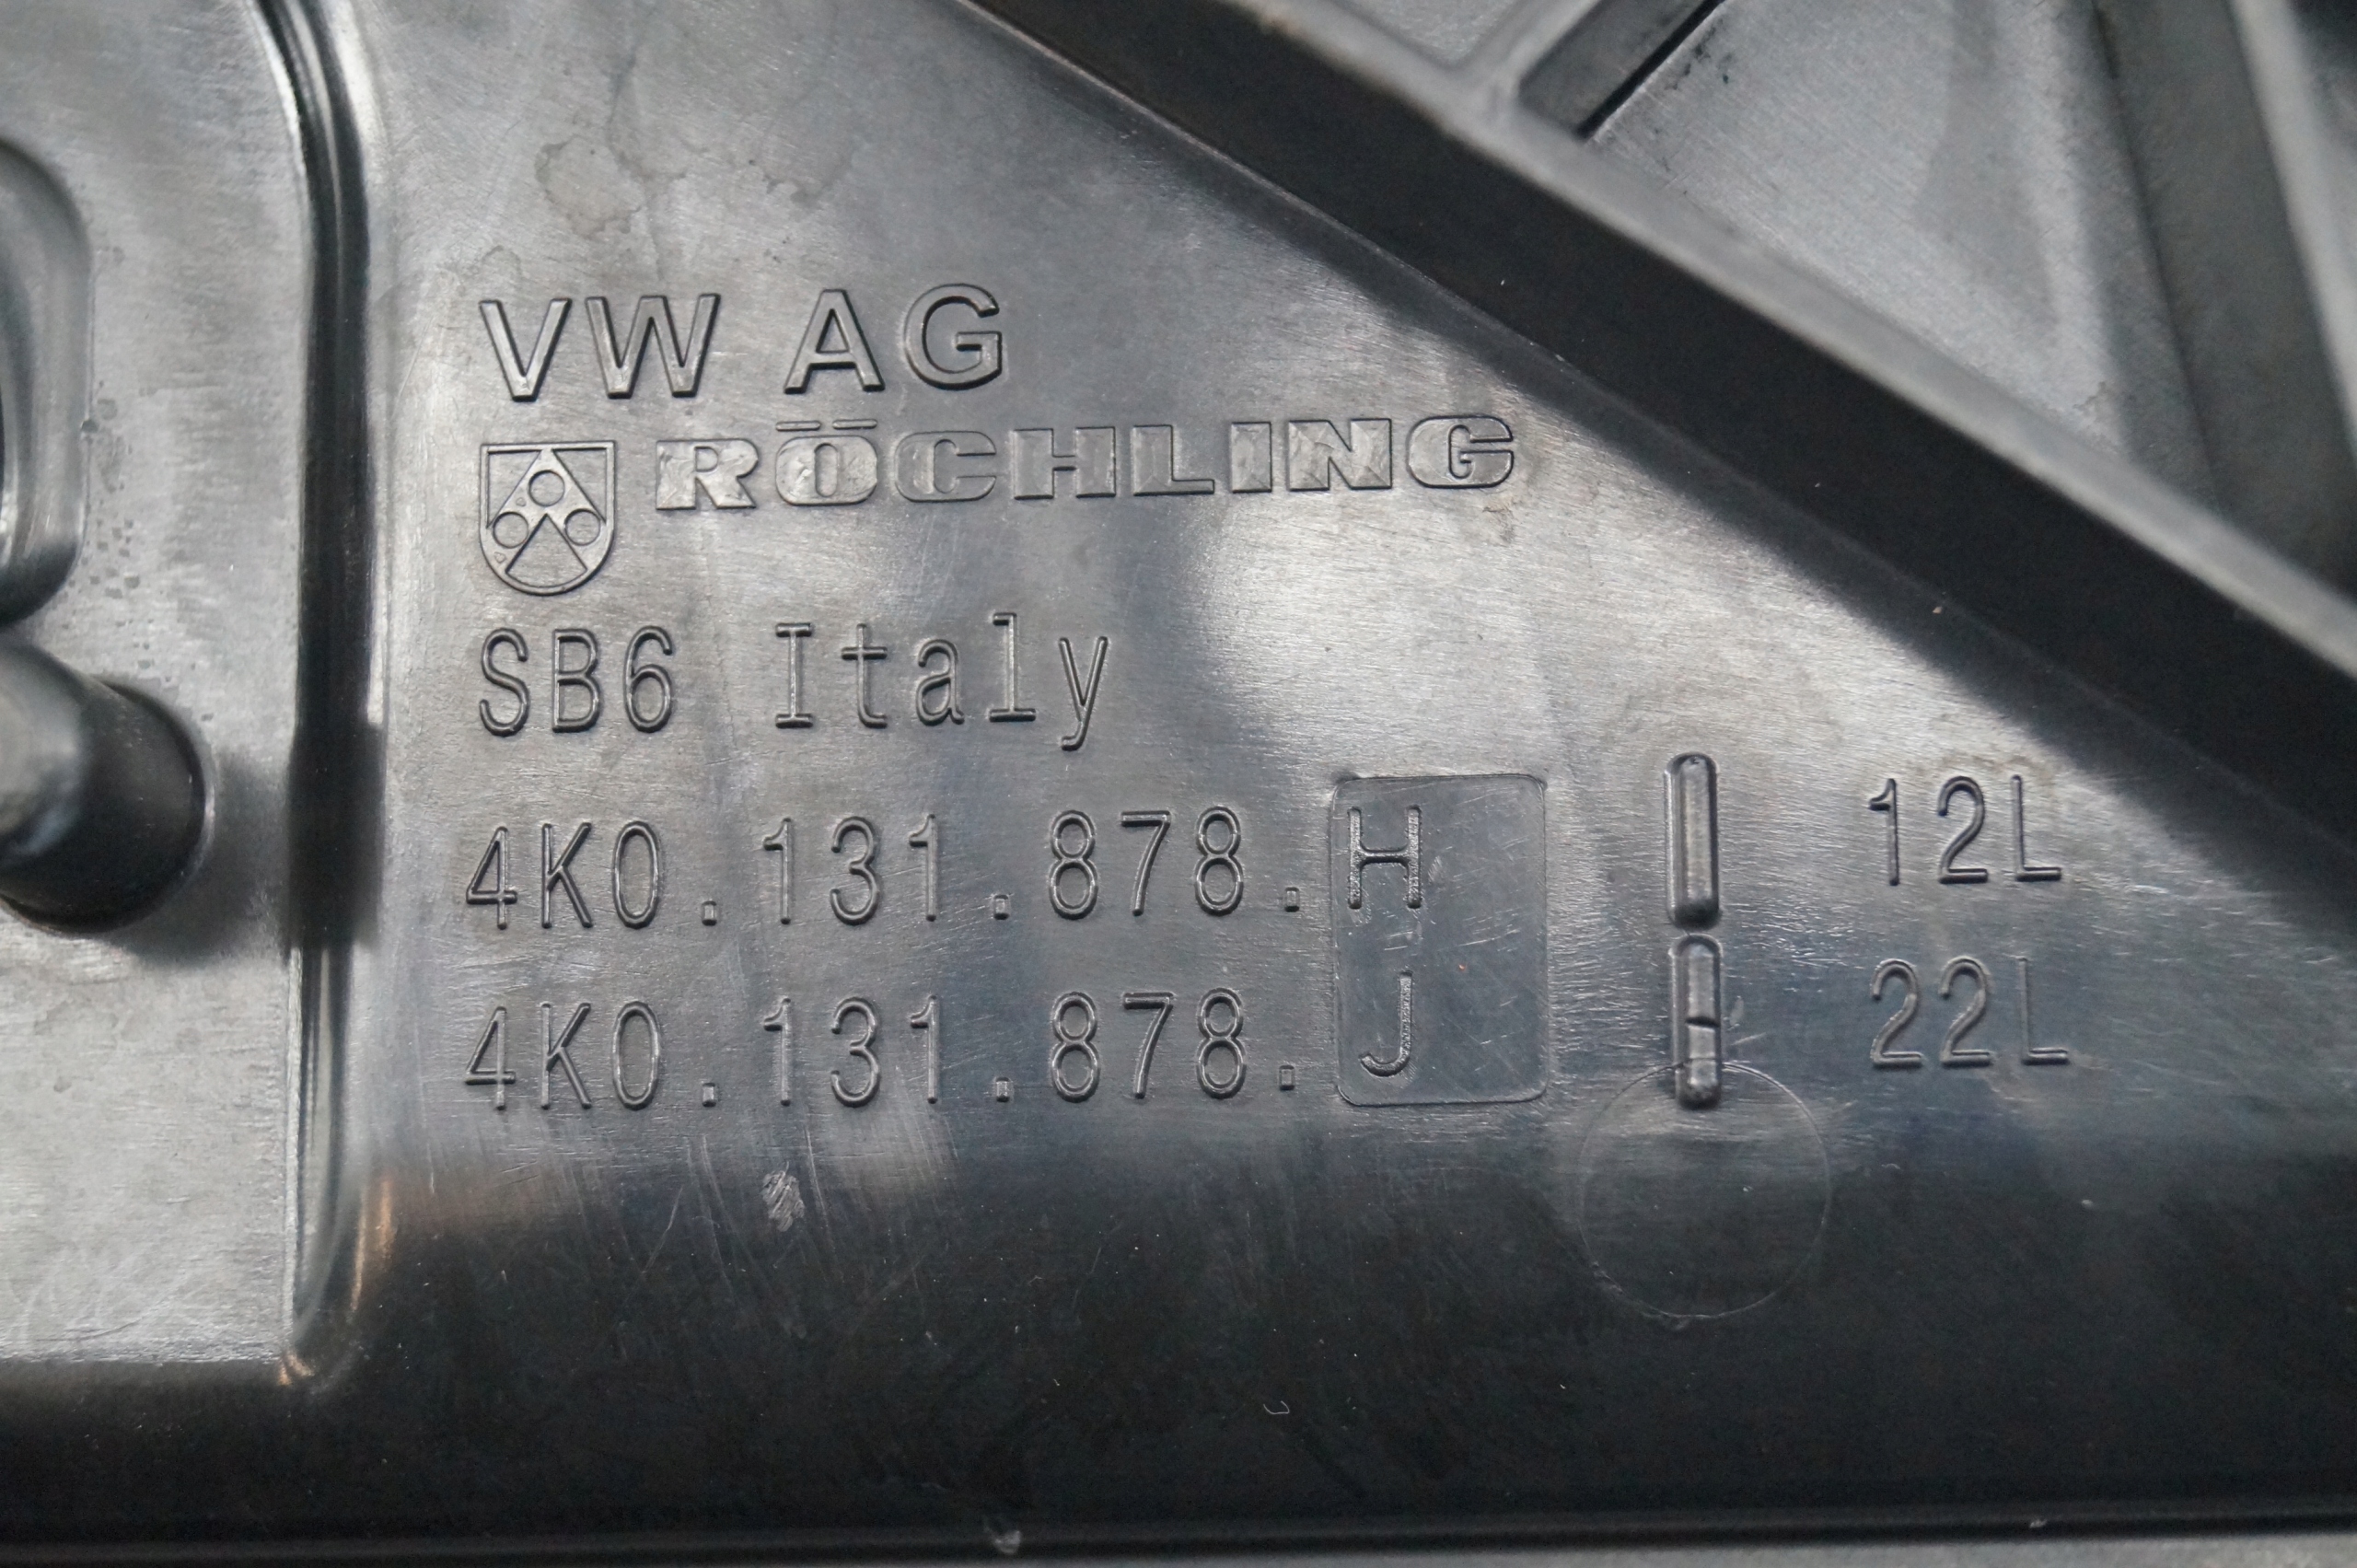 VW AG
RÖCHLING
SB6 Italy
4K0.131.878.H 12L
4K0.131.878.J 22L